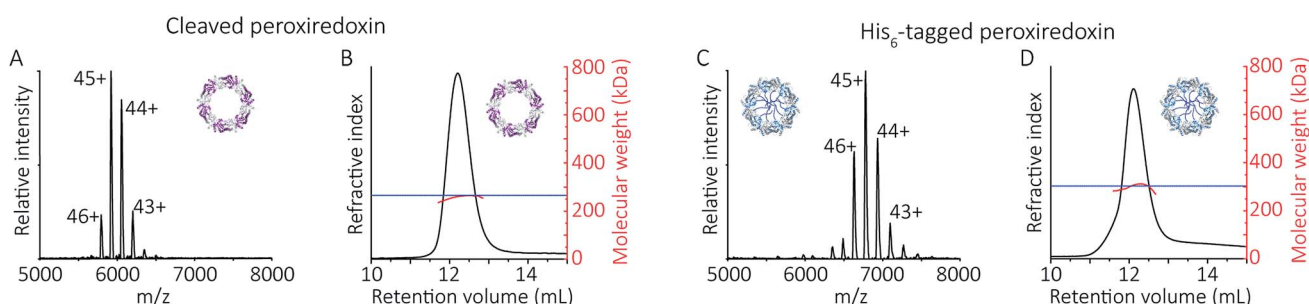 Cleaved peroxiredoxin
His6-tagged peroxiredoxin
A
Relative intensity
45+
44+
46+
43+
5000 6000 7000 8000
m/z
B
Refractive index
Molecular weight (kDa)
800
600
400
200
0
10 12 14
Retention volume (mL)
C
Relative intensity
45+
44+
46+
43+
5000 6000 7000 8000
m/z
D
Refractive index
Molecular weight (kDa)
800
600
400
200
0
10 12 14
Retention volume (mL)